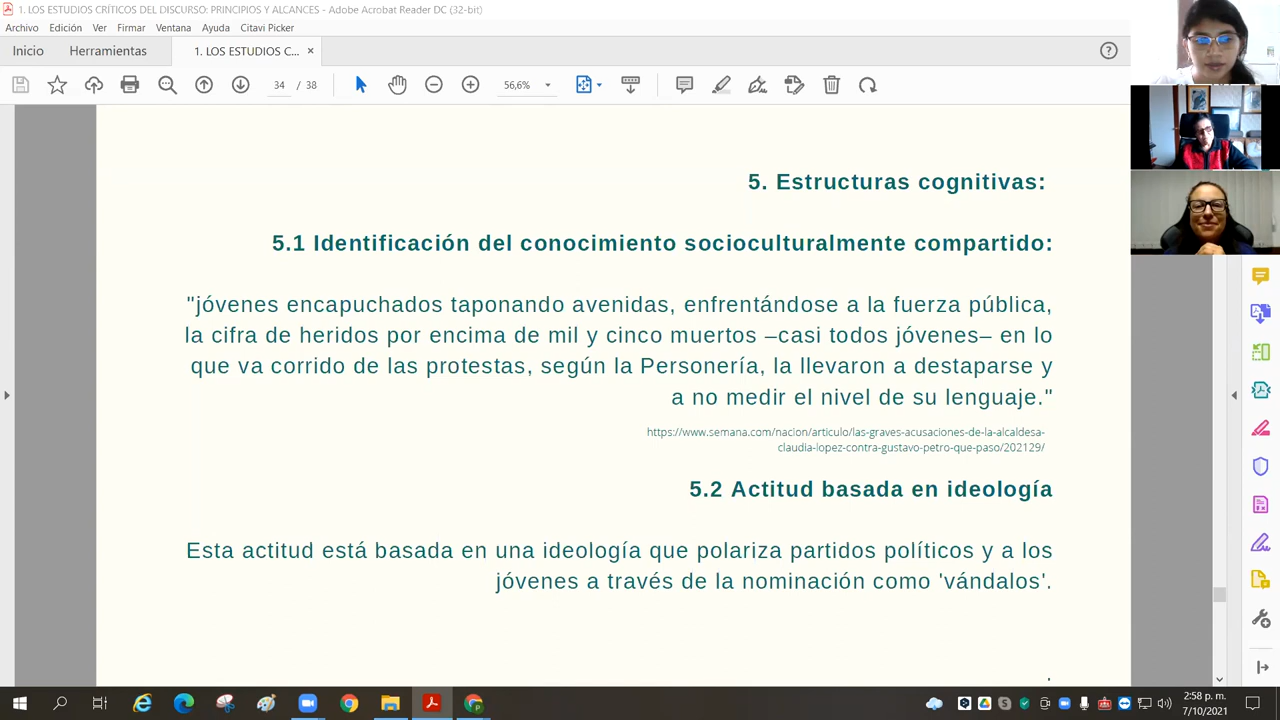 1. LOS ESTUDIOS CRÍTICOS DEL DISCURSO: PRINCIPIOS Y ALCANCES - Adobe Acrobat Reader DC (32-bit)
Archivo Edición Ver Firmar Ventana Ayuda Citavi Picker
Inicio Herramientas 1. LOS ESTUDIOS C... ×
34 / 38 56,6%
5. Estructuras cognitivas:
5.1 Identificación del conocimiento socioculturalmente compartido:
"jóvenes encapuchados taponando avenidas, enfrentándose a la fuerza pública,
la cifra de heridos por encima de mil y cinco muertos –casi todos jóvenes– en lo
que va corrido de las protestas, según la Personería, la llevaron a destaparse y
a no medir el nivel de su lenguaje."
https://www.semana.com/nacion/articulo/las-graves-acusaciones-de-la-alcaldesa-
claudia-lopez-contra-gustavo-petro-que-paso/202129/
5.2 Actitud basada en ideología
Esta actitud está basada en una ideología que polariza partidos políticos y a los
jóvenes a través de la nominación como 'vándalos'.
.
2:58 p. m.
7/10/2021